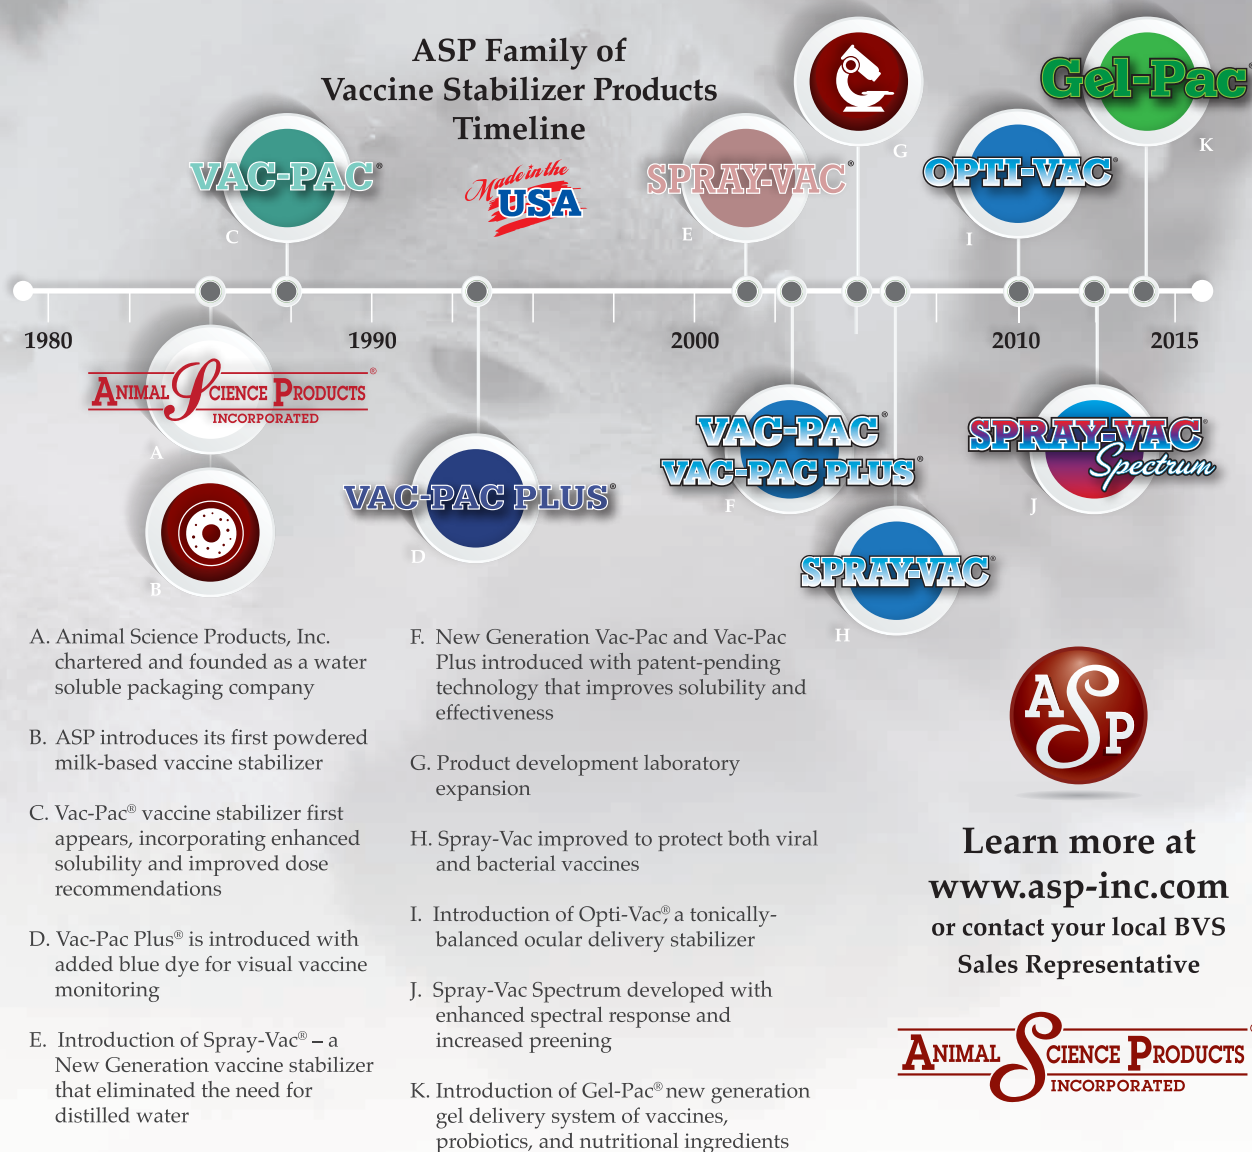 ASP Family of
Vaccine Stabilizer Products
Timeline
Made in the
USA
VAC-PAC®
C
SPRAY-VAC®
E
G
OPTI-VAC®
I
Gel-Pac®
K
1980
1990
2000
2010
2015
ANIMAL SCIENCE PRODUCTS®
INCORPORATED
A
B
VAC-PAC PLUS®
D
VAC-PAC®
VAC-PAC PLUS®
F
SPRAY-VAC®
H
SPRAY-VAC®
Spectrum
J
A. Animal Science Products, Inc.
chartered and founded as a water
soluble packaging company
B. ASP introduces its first powdered
milk-based vaccine stabilizer
C. Vac-Pac® vaccine stabilizer first
appears, incorporating enhanced
solubility and improved dose
recommendations
D. Vac-Pac Plus® is introduced with
added blue dye for visual vaccine
monitoring
E. Introduction of Spray-Vac® – a
New Generation vaccine stabilizer
that eliminated the need for
distilled water
F. New Generation Vac-Pac and Vac-Pac
Plus introduced with patent-pending
technology that improves solubility and
effectiveness
G. Product development laboratory
expansion
H. Spray-Vac improved to protect both viral
and bacterial vaccines
I. Introduction of Opti-Vac®, a tonically-
balanced ocular delivery stabilizer
J. Spray-Vac Spectrum developed with
enhanced spectral response and
increased preening
K. Introduction of Gel-Pac® new generation
gel delivery system of vaccines,
probiotics, and nutritional ingredients
ASP
Learn more at
www.asp-inc.com
or contact your local BVS
Sales Representative
ANIMAL SCIENCE PRODUCTS®
INCORPORATED